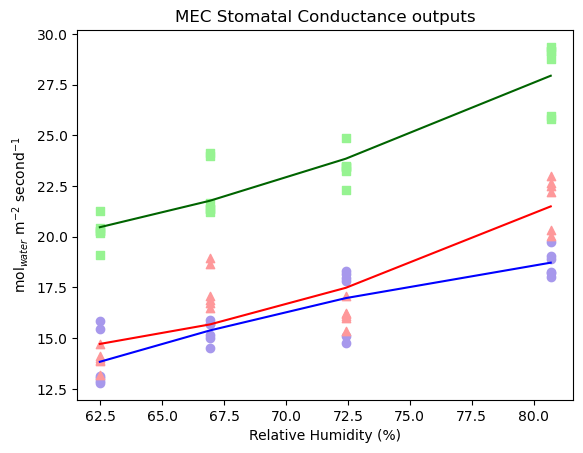 MEC Stomatal Conductance outputs
30.0
27.5
25.0
22.5
20.0
17.5
15.0
12.5
mol_water m⁻² second⁻¹
62.5 65.0 67.5 70.0 72.5 75.0 77.5 80.0
Relative Humidity (%)